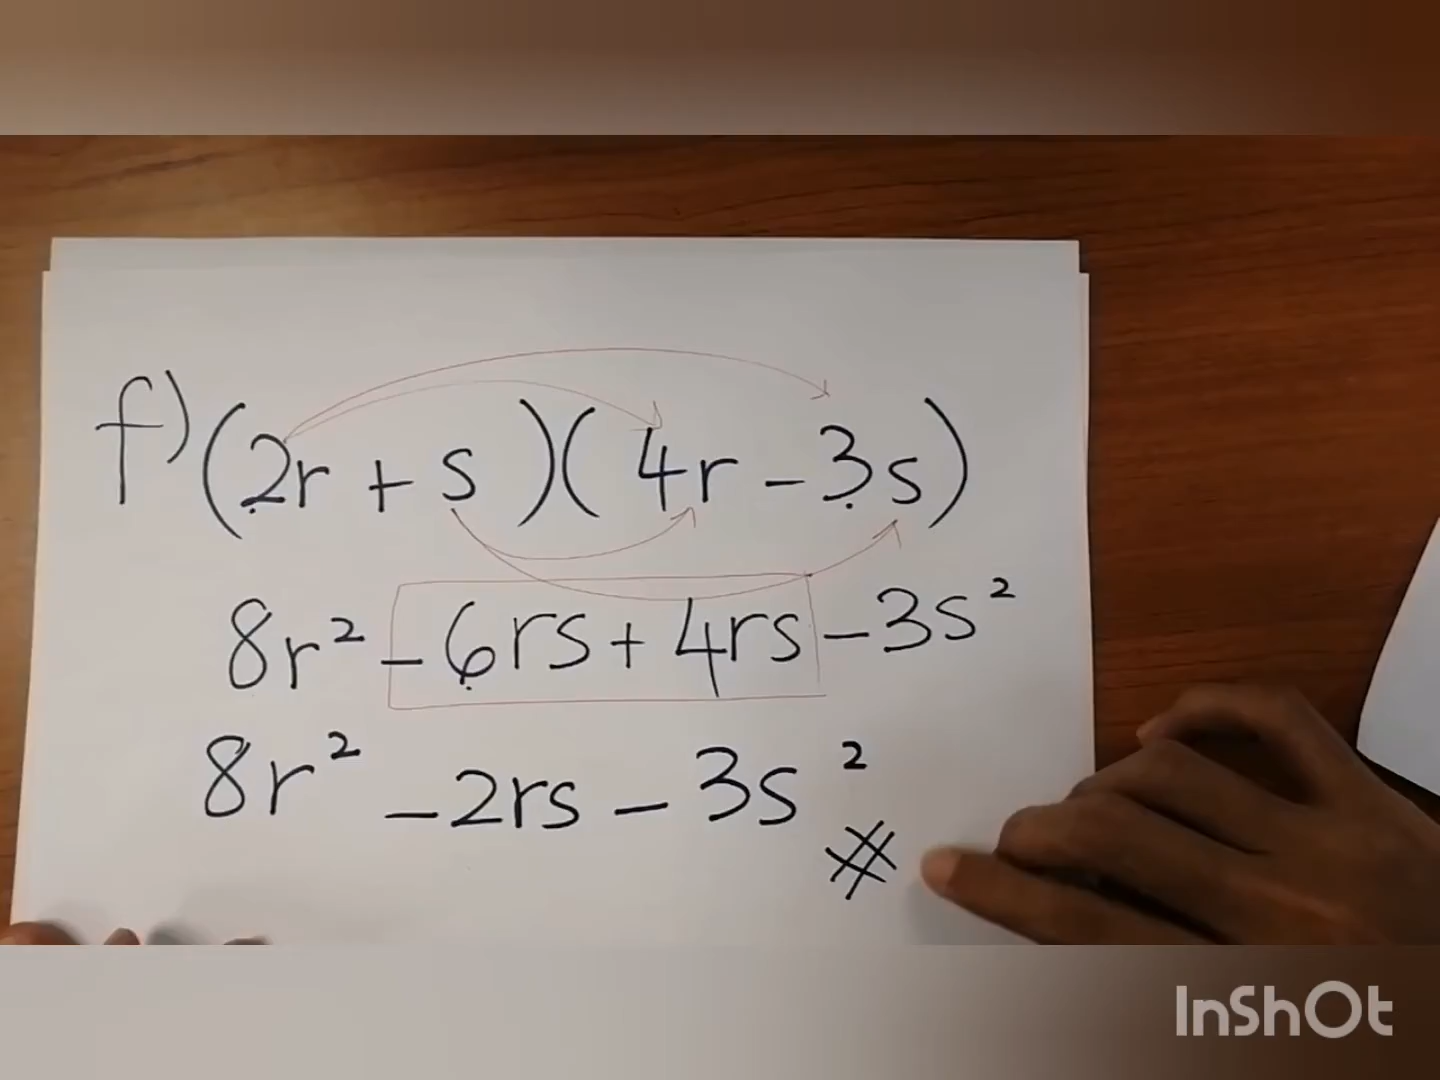 f) (2r + s)(4r - 3s)
8r² - 6rs + 4rs - 3s²
8r² - 2rs - 3s²
#
InShOt